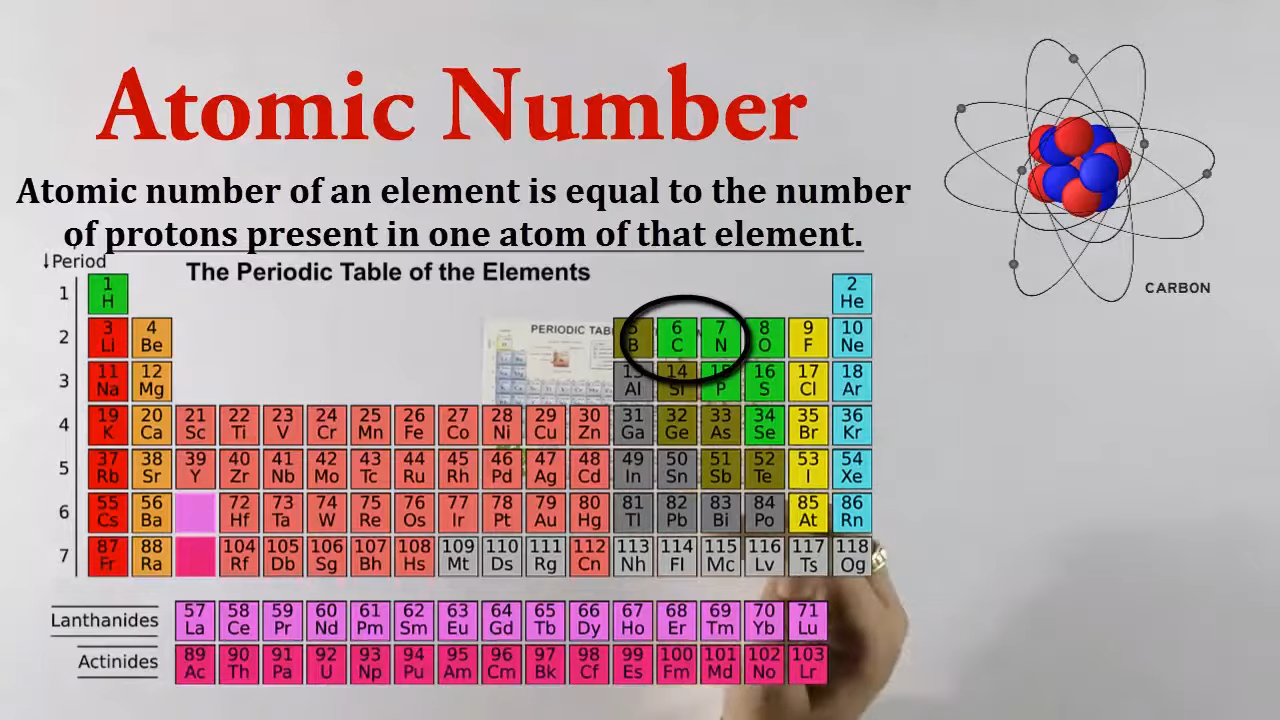 Atomic Number
Atomic number of an element is equal to the number
of protons present in one atom of that element.
CARBON
↓Period
The Periodic Table of the Elements
1 1 H 2 He
2 3 Li 4 Be 5 B 6 C 7 N 8 O 9 F 10 Ne
PERIODIC
3 11 Na 12 Mg 13 Al 14 Si 15 P 16 S 17 Cl 18 Ar
4 19 K 20 Ca 21 Sc 22 Ti 23 V 24 Cr 25 Mn 26 Fe 27 Co 28 Ni 29 Cu 30 Zn 31 Ga 32 Ge 33 As 34 Se 35 Br 36 Kr
5 37 Rb 38 Sr 39 Y 40 Zr 41 Nb 42 Mo 43 Tc 44 Ru 45 Rh 46 Pd 47 Ag 48 Cd 49 In 50 Sn 51 Sb 52 Te 53 I 54 Xe
6 55 Cs 56 Ba 72 Hf 73 Ta 74 W 75 Re 76 Os 77 Ir 78 Pt 79 Au 80 Hg 81 Tl 82 Pb 83 Bi 84 Po 85 At 86 Rn
7 87 Fr 88 Ra 104 Rf 105 Db 106 Sg 107 Bh 108 Hs 109 Mt 110 Ds 111 Rg 112 Cn 113 Nh 114 Fl 115 Mc 116 Lv 117 Ts 118 Og
Lanthanides 57 La 58 Ce 59 Pr 60 Nd 61 Pm 62 Sm 63 Eu 64 Gd 65 Tb 66 Dy 67 Ho 68 Er 69 Tm 70 Yb 71 Lu
Actinides 89 Ac 90 Th 91 Pa 92 U 93 Np 94 Pu 95 Am 96 Cm 97 Bk 98 Cf 99 Es 100 Fm 101 Md 102 No 103 Lr